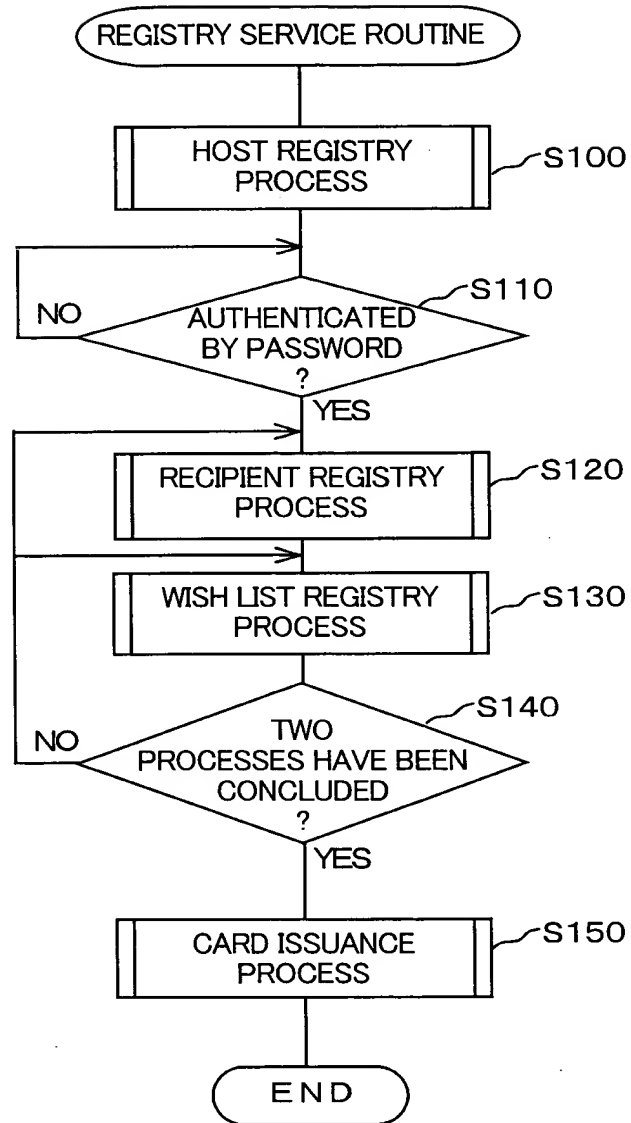 REGISTRY SERVICE ROUTINE
HOST REGISTRY
PROCESS
S100
S110
NO
AUTHENTICATED
BY PASSWORD
?
YES
RECIPIENT REGISTRY
PROCESS
S120
WISH LIST REGISTRY
PROCESS
S130
S140
NO
TWO
PROCESSES HAVE BEEN
CONCLUDED
?
YES
CARD ISSUANCE
PROCESS
S150
END